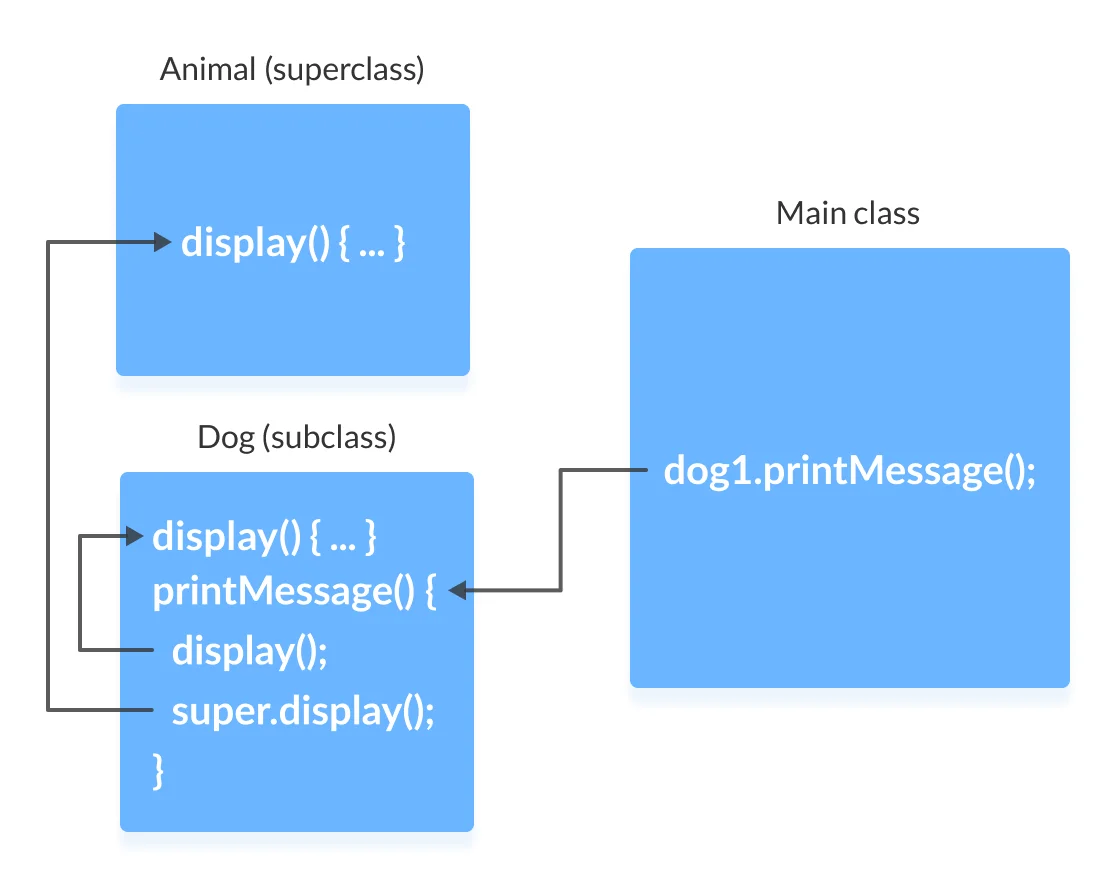 Animal (superclass)
display() { ... }
Dog (subclass)
display() { ... }
printMessage() {
display();
super.display();
}
Main class
dog1.printMessage();